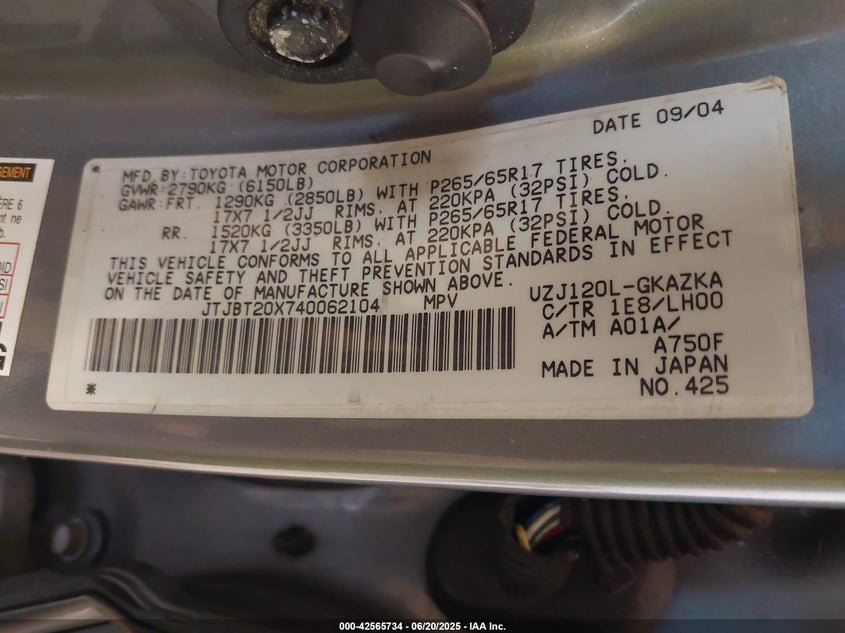 DATE 09/04
* MFD BY:TOYOTA MOTOR CORPORATION
GVWR:2790KG (6150LB)
GAWR:FRT. 1290KG (2850LB) WITH P265/65R17 TIRES.
17X7 1/2JJ RIMS. AT 220KPA (32PSI) COLD.
RR. 1520KG (3350LB) WITH P265/65R17 TIRES.
17X7 1/2JJ RIMS. AT 220KPA (32PSI) COLD.
THIS VEHICLE CONFORMS TO ALL APPLICABLE FEDERAL MOTOR
VEHICLE SAFETY AND THEFT PREVENTION STANDARDS IN EFFECT
ON THE DATE OF MANUFACTURE SHOWN ABOVE.
JTJBT20X740062104 MPV
UZJ120L-GKAZKA
C/TR 1E8/LH00
A/TM A01A/
A750F
MADE IN JAPAN
* NO.425
000-42565734 - 06/20/2025 - IAA Inc.